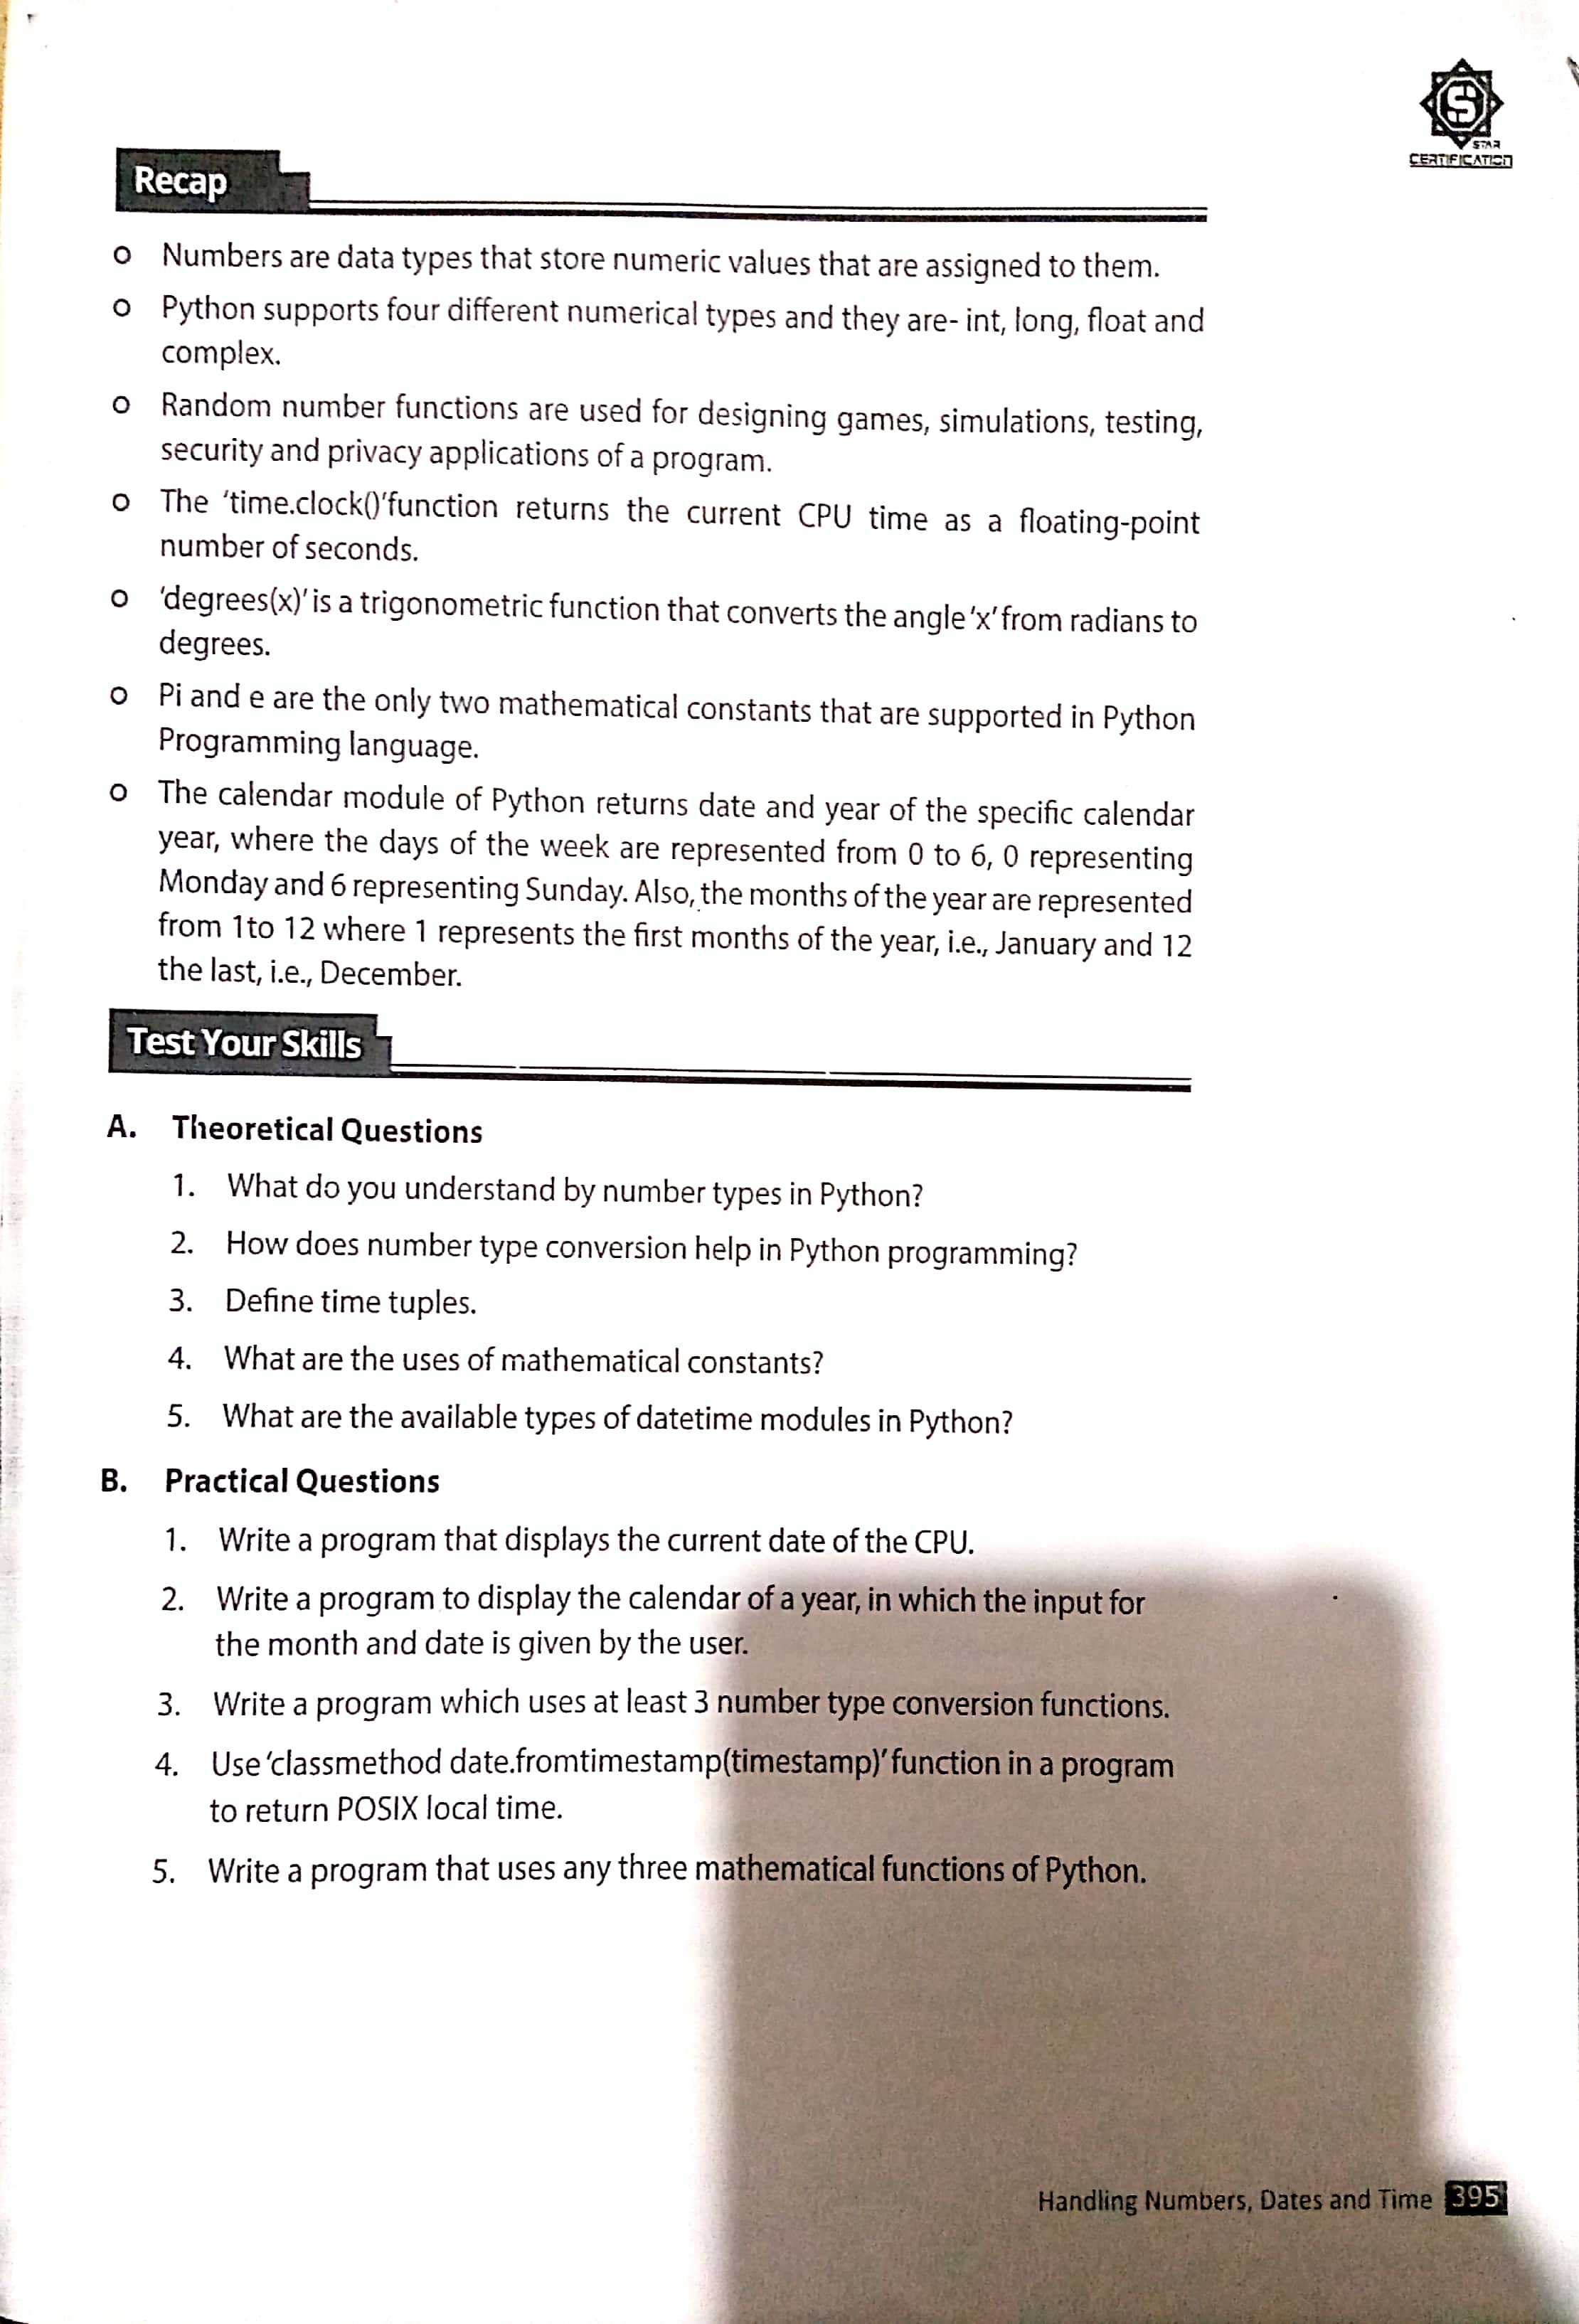 S
STAR
CERTIFICATION
Recap
o Numbers are data types that store numeric values that are assigned to them.
o Python supports four different numerical types and they are- int, long, float and
complex.
o Random number functions are used for designing games, simulations, testing,
security and privacy applications of a program.
o The 'time.clock()'function returns the current CPU time as a floating-point
number of seconds.
o 'degrees(x)' is a trigonometric function that converts the angle 'x' from radians to
degrees.
o Pi and e are the only two mathematical constants that are supported in Python
Programming language.
o The calendar module of Python returns date and year of the specific calendar
year, where the days of the week are represented from 0 to 6, 0 representing
Monday and 6 representing Sunday. Also, the months of the year are represented
from 1to 12 where 1 represents the first months of the year, i.e., January and 12
the last, i.e., December.
Test Your Skills
A. Theoretical Questions
1. What do you understand by number types in Python?
2. How does number type conversion help in Python programming?
3. Define time tuples.
4. What are the uses of mathematical constants?
5. What are the available types of datetime modules in Python?
B. Practical Questions
1. Write a program that displays the current date of the CPU.
2. Write a program to display the calendar of a year, in which the input for
the month and date is given by the user.
3. Write a program which uses at least 3 number type conversion functions.
4. Use 'classmethod date.fromtimestamp(timestamp)' function in a program
to return POSIX local time.
5. Write a program that uses any three mathematical functions of Python.
Handling Numbers, Dates and Time 395